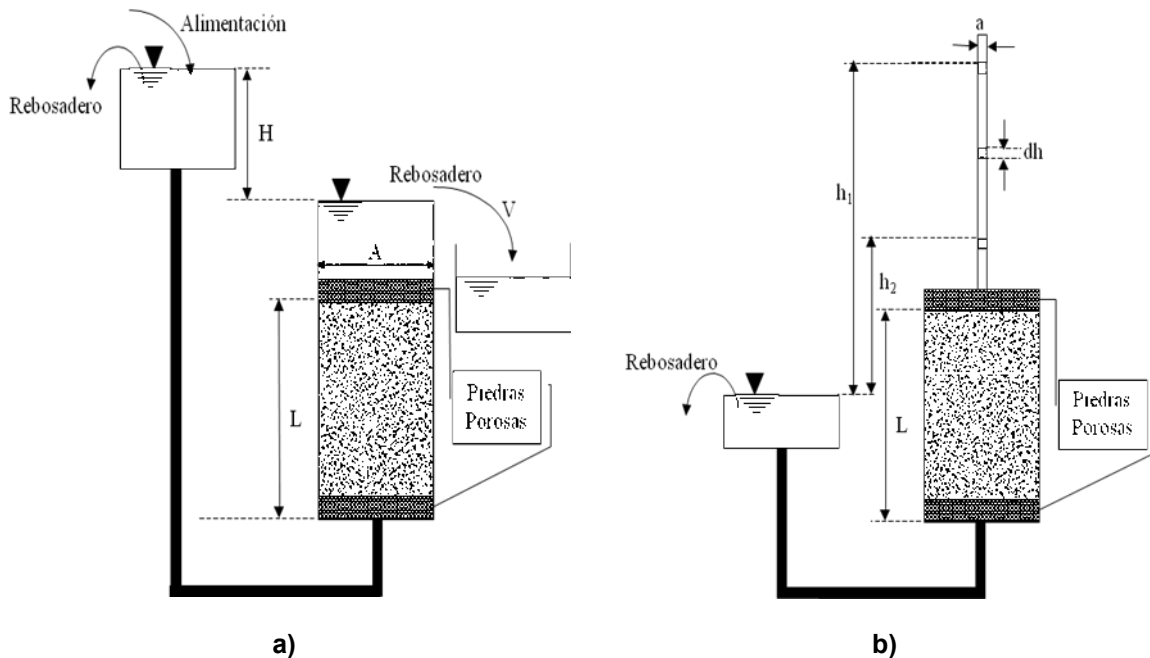 Alimentación
Rebosadero
H
Rebosadero
V
A
L
Piedras
Porosas
a)
a
dh
h₁
h₂
Rebosadero
L
Piedras
Porosas
b)